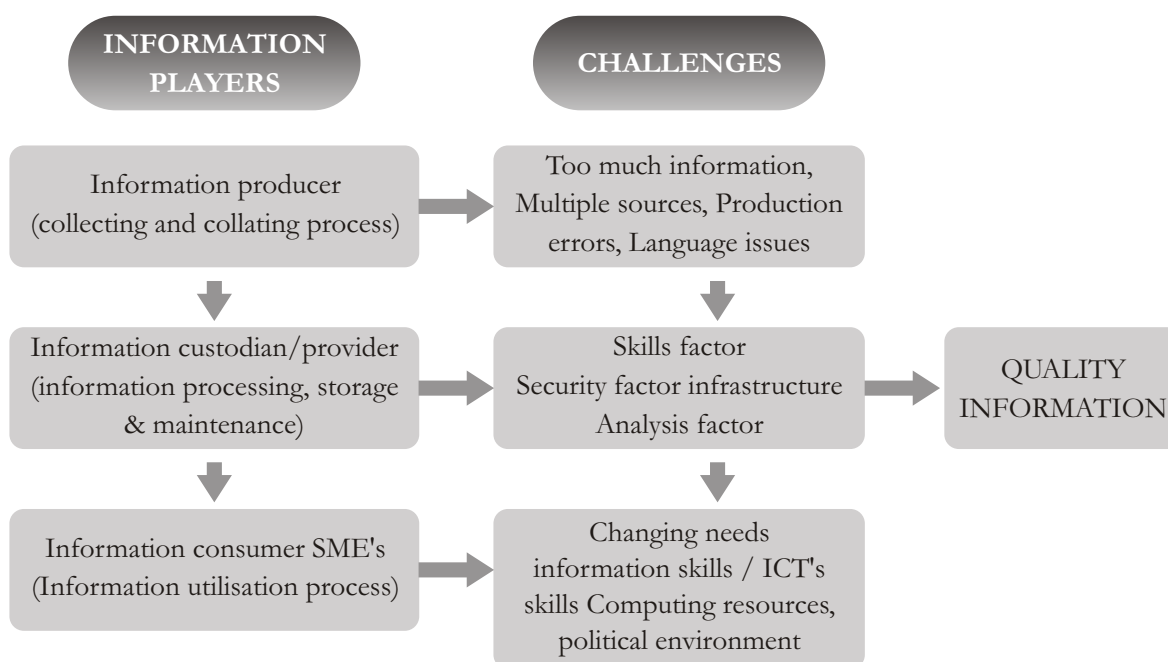 INFORMATION
PLAYERS
CHALLENGES
Information producer
(collecting and collating process)
Too much information,
Multiple sources, Production
errors, Language issues
Information custodian/provider
(information processing, storage
& maintenance)
Skills factor
Security factor infrastructure
Analysis factor
QUALITY
INFORMATION
Information consumer SME's
(Information utilisation process)
Changing needs
information skills / ICT's
skills Computing resources,
political environment